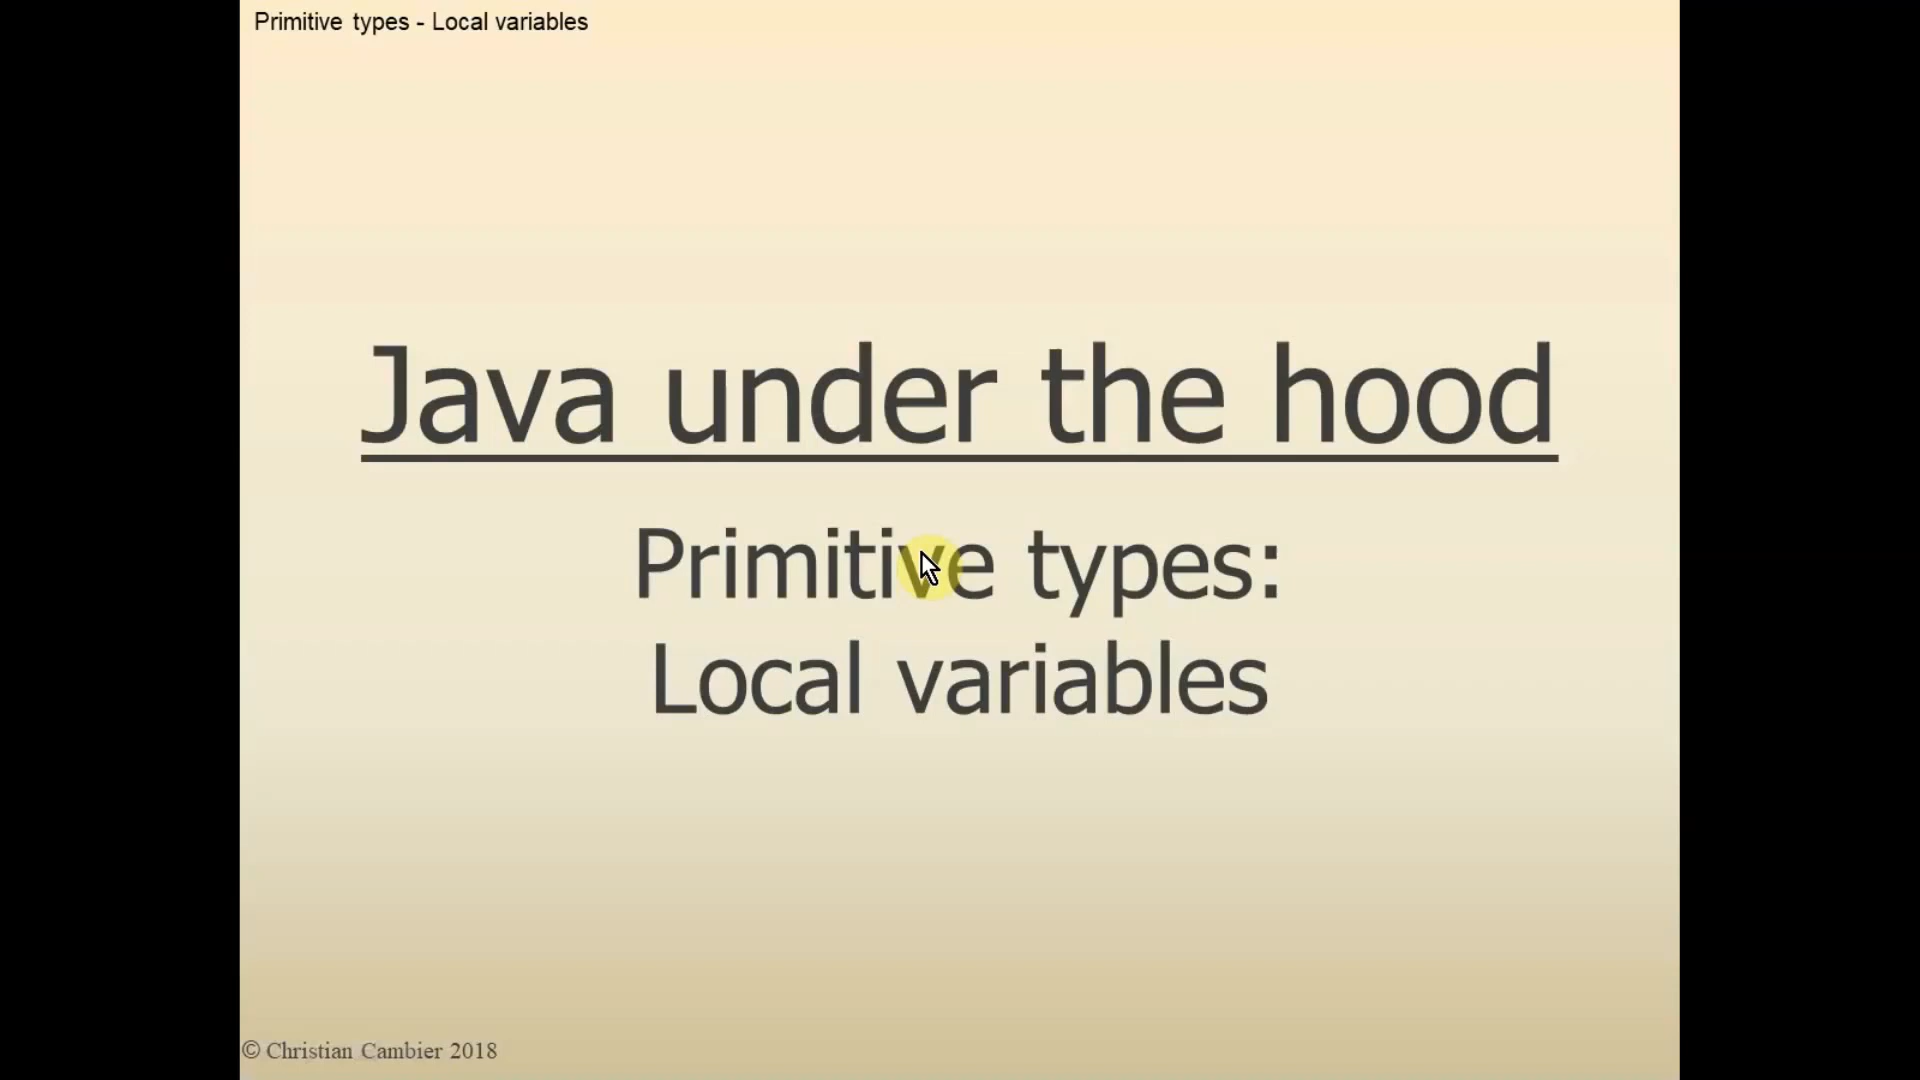 Primitive types - Local variables
Java under the hood
Primitive types:
Local variables
© Christian Cambier 2018